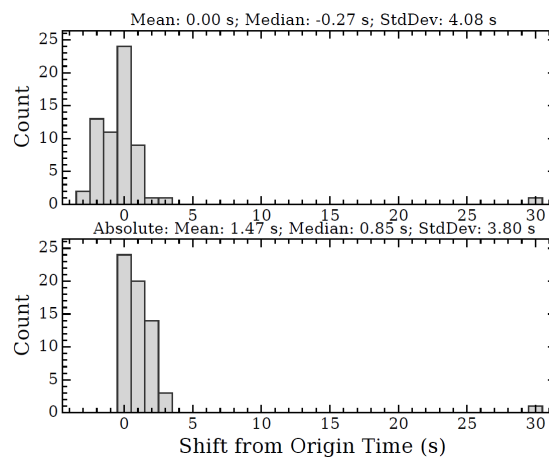 Mean: 0.00 s; Median: -0.27 s; StdDev: 4.08 s
25
20
15
10
5
0
Count
0 5 10 15 20 25 30
Absolute: Mean: 1.47 s; Median: 0.85 s; StdDev: 3.80 s
25
20
15
10
5
0
Count
0 5 10 15 20 25 30
Shift from Origin Time (s)